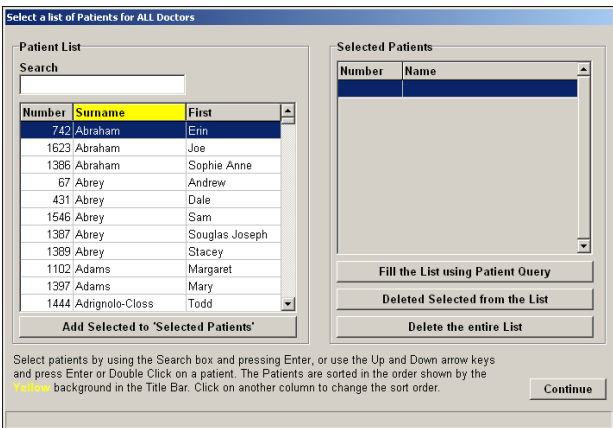 Select a list of Patients for ALL Doctors
Patient List
Search
Number Surname First
742 Abraham Erin
1623 Abraham Joe
1386 Abraham Sophie Anne
67 Abrey Andrew
431 Abrey Dale
1546 Abrey Sam
1387 Abrey Souglas Joseph
1389 Abrey Stacey
1102 Adams Margaret
1397 Adams Mary
1444 Adrignolo-Closs Todd
Add Selected to 'Selected Patients'
Selected Patients
Number Name
Fill the List using Patient Query
Deleted Selected from the List
Delete the entire List
Select patients by using the Search box and pressing Enter, or use the Up and Down arrow keys
and press Enter or Double Click on a patient. The Patients are sorted in the order shown by the
Yellow background in the Title Bar. Click on another column to change the sort order.
Continue